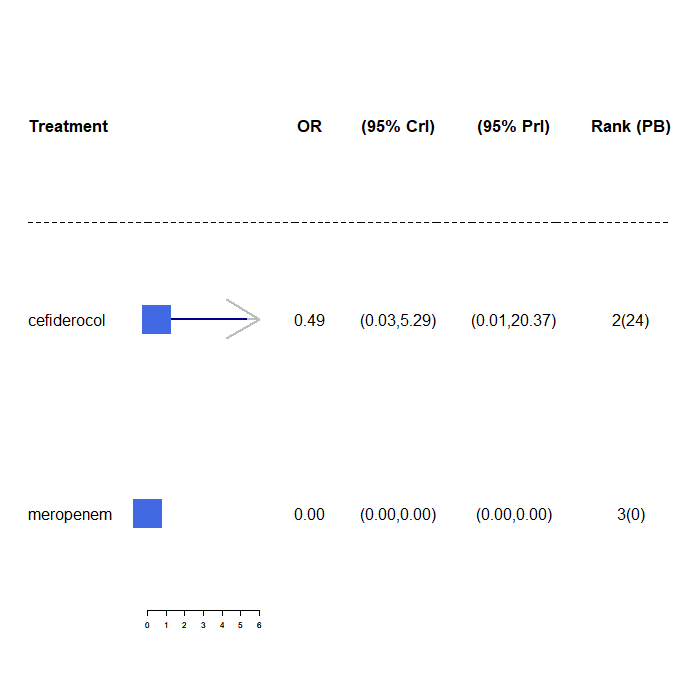 Treatment OR (95% CrI) (95% PrI) Rank (PB)
cefiderocol 0.49 (0.03,5.29) (0.01,20.37) 2(24)
meropenem 0.00 (0.00,0.00) (0.00,0.00) 3(0)
0 1 2 3 4 5 6